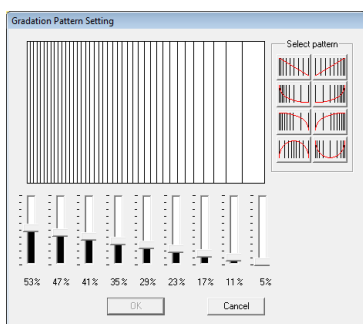 Gradation Pattern Setting
Select pattern
53% 47% 41% 35% 29% 23% 17% 11% 5%
OK Cancel